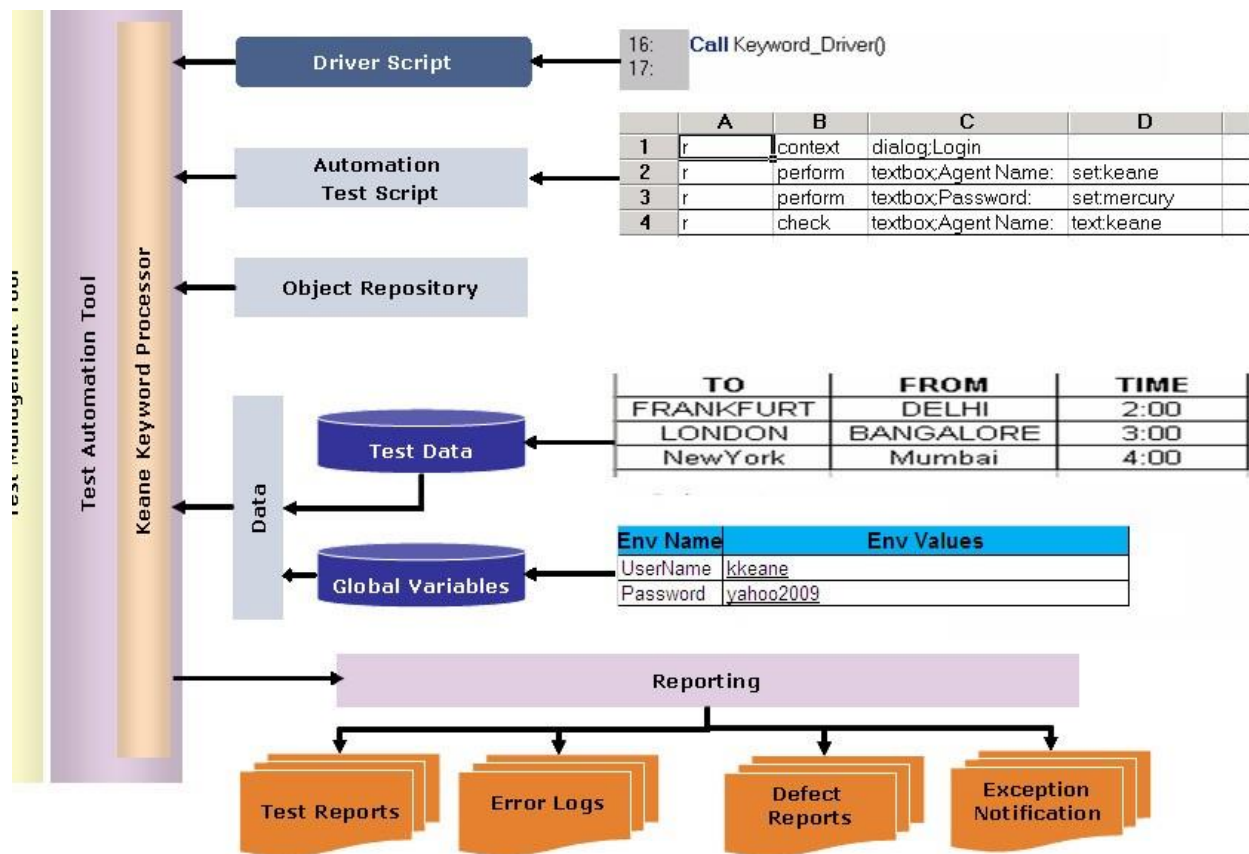 Test Management Tool
Test Automation Tool
Keane Keyword Processor
Driver Script
16: Call Keyword_Driver()
17:
Automation
Test Script
A B C D
1 r context dialog;Login
2 r perform textbox;Agent Name: set:keane
3 r perform textbox;Password: set:mercury
4 r check textbox;Agent Name: text:keane
Object Repository
Data
Test Data
TO FROM TIME
FRANKFURT DELHI 2:00
LONDON BANGALORE 3:00
NewYork Mumbai 4:00
Global Variables
Env Name Env Values
UserName kkeane
Password yahoo2009
Reporting
Test Reports
Error Logs
Defect
Reports
Exception
Notification